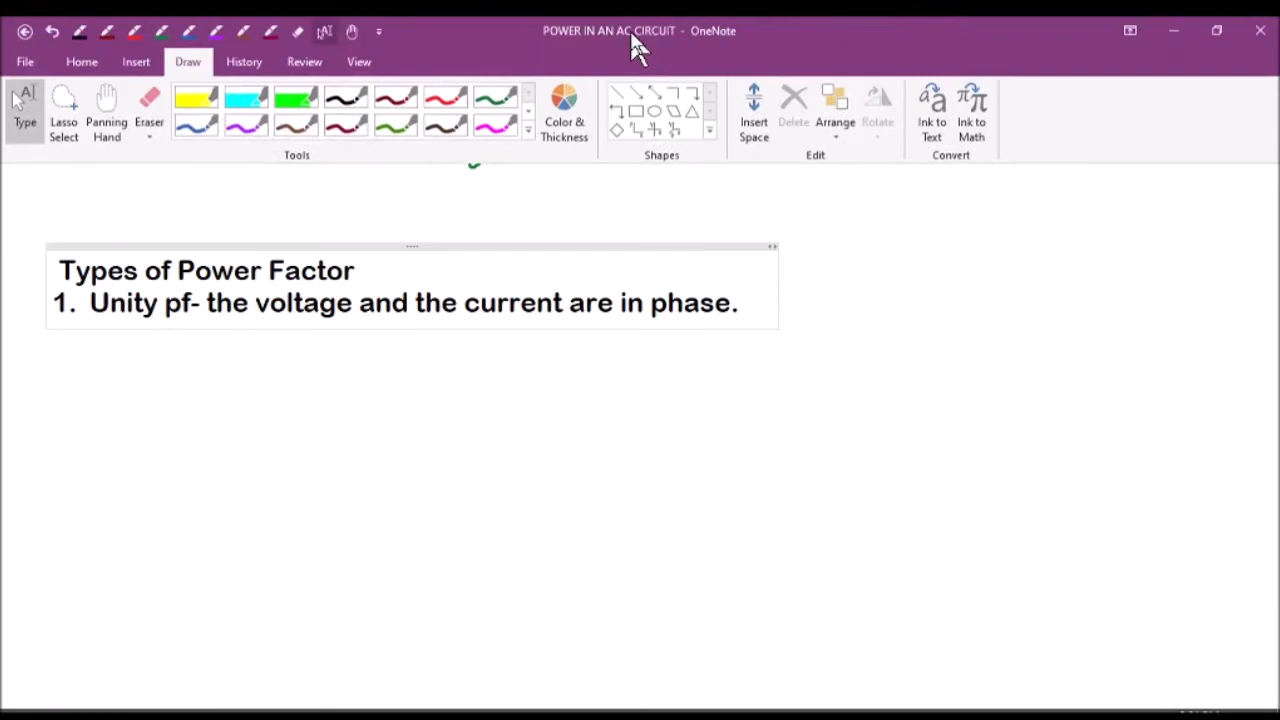 POWER IN AN AC CIRCUIT - OneNote
File Home Insert Draw History Review View
Type
Lasso Select
Panning Hand
Eraser
Color & Thickness
Insert Space
Delete
Arrange
Rotate
Ink to Text
Ink to Math
Tools
Shapes
Edit
Convert
Types of Power Factor
1. Unity pf- the voltage and the current are in phase.